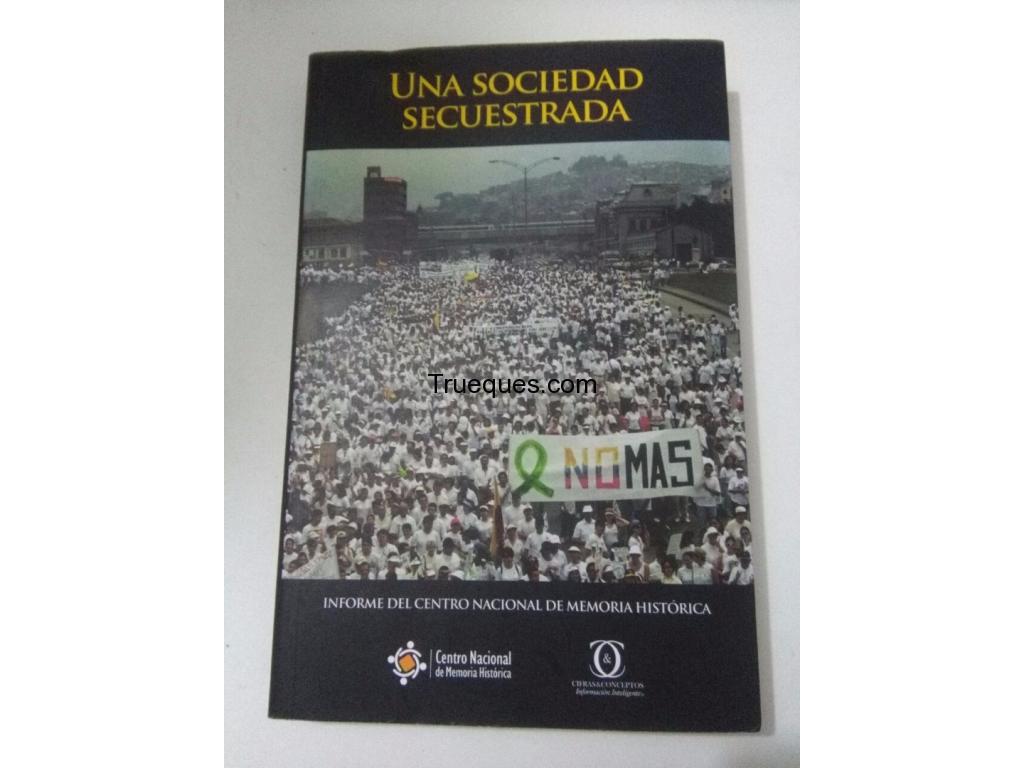 UNA SOCIEDAD
SECUESTRADA
Trueques.com
NO MAS
INFORME DEL CENTRO NACIONAL DE MEMORIA HISTÓRICA
Centro Nacional
de Memoria Histórica
C&C
CIFRAS&CONCEPTOS
Información Inteligente